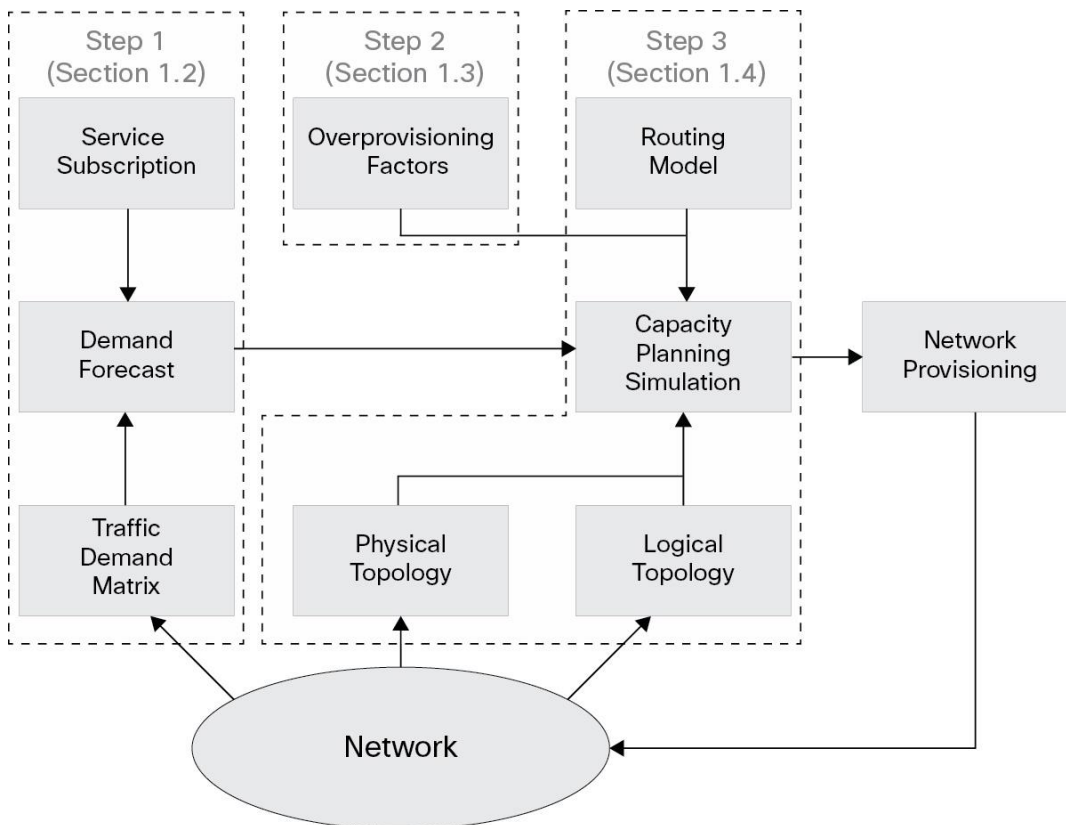 Step 1
(Section 1.2)
Step 2
(Section 1.3)
Step 3
(Section 1.4)
Service
Subscription
Overprovisioning
Factors
Routing
Model
Demand
Forecast
Capacity
Planning
Simulation
Network
Provisioning
Traffic
Demand
Matrix
Physical
Topology
Logical
Topology
Network